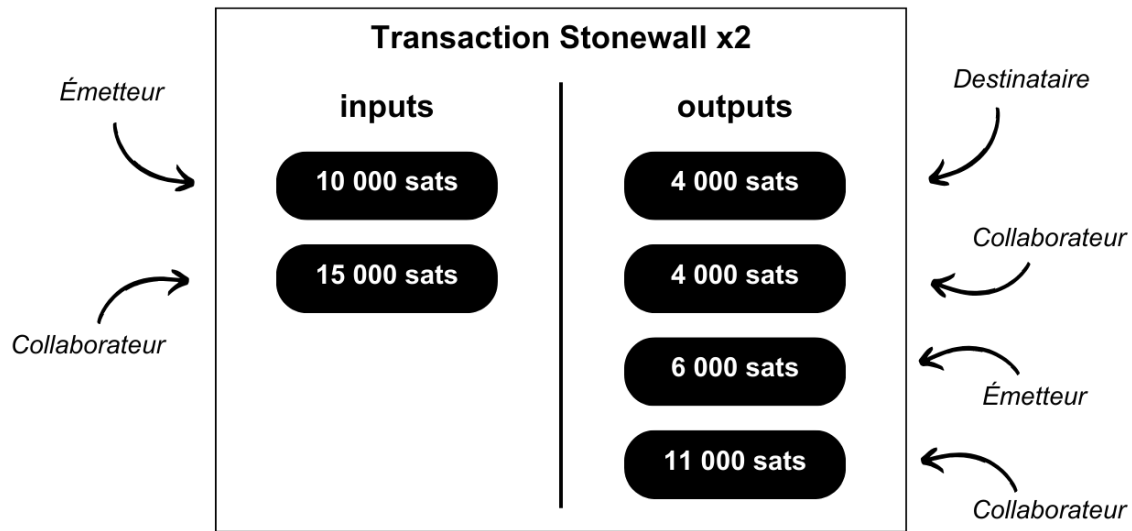 Transaction Stonewall x2
Émetteur
Collaborateur
inputs
10 000 sats
15 000 sats
outputs
4 000 sats
4 000 sats
6 000 sats
11 000 sats
Destinataire
Collaborateur
Émetteur
Collaborateur